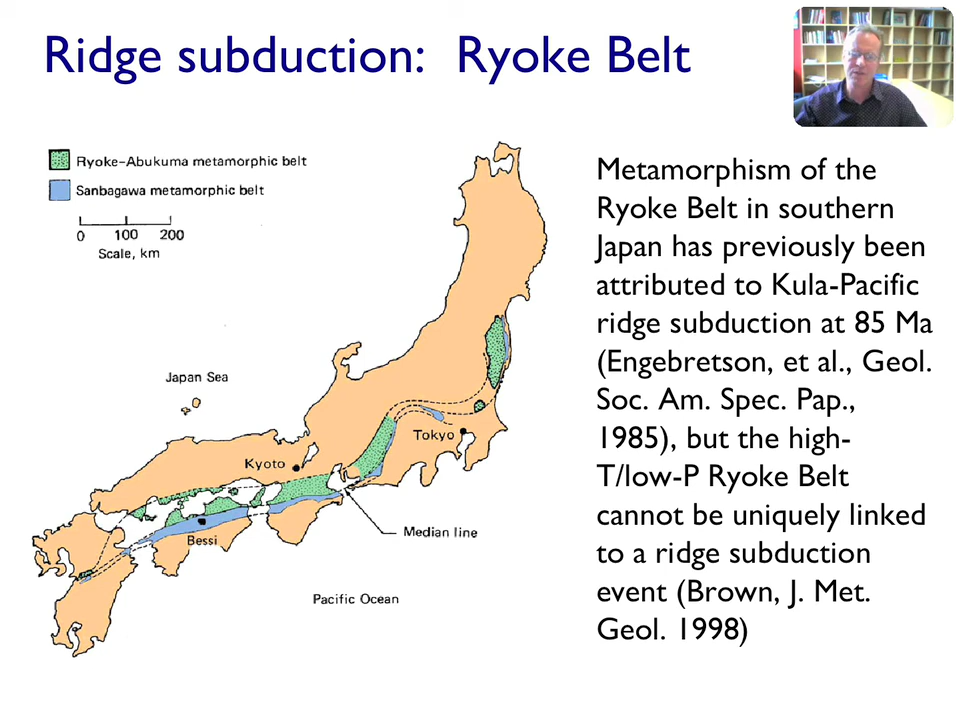 Ridge subduction: Ryoke Belt
Ryoke-Abukuma metamorphic belt
Sanbagawa metamorphic belt
0 100 200
Scale, km
Japan Sea
Kyoto
Tokyo
Bessi
Median line
Pacific Ocean
Metamorphism of the
Ryoke Belt in southern
Japan has previously been
attributed to Kula-Pacific
ridge subduction at 85 Ma
(Engebretson, et al., Geol.
Soc. Am. Spec. Pap.,
1985), but the high-
T/low-P Ryoke Belt
cannot be uniquely linked
to a ridge subduction
event (Brown, J. Met.
Geol. 1998)